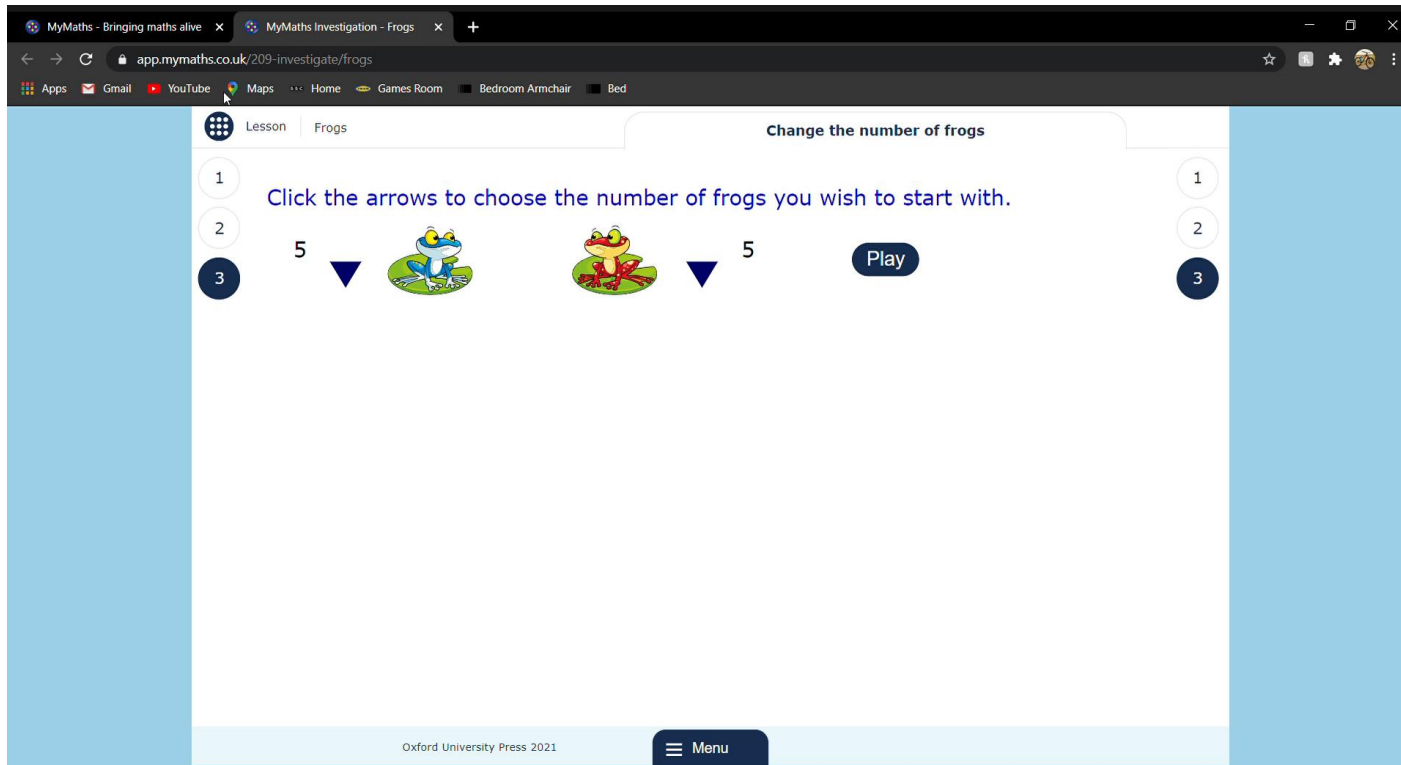 MyMaths - Bringing maths alive
MyMaths Investigation - Frogs
app.mymaths.co.uk/209-investigate/frogs
Apps Gmail YouTube Maps Home Games Room Bedroom Armchair Bed
Lesson Frogs Change the number of frogs
1 1
Click the arrows to choose the number of frogs you wish to start with.
2 2
5 5 Play
3 3
Oxford University Press 2021 Menu